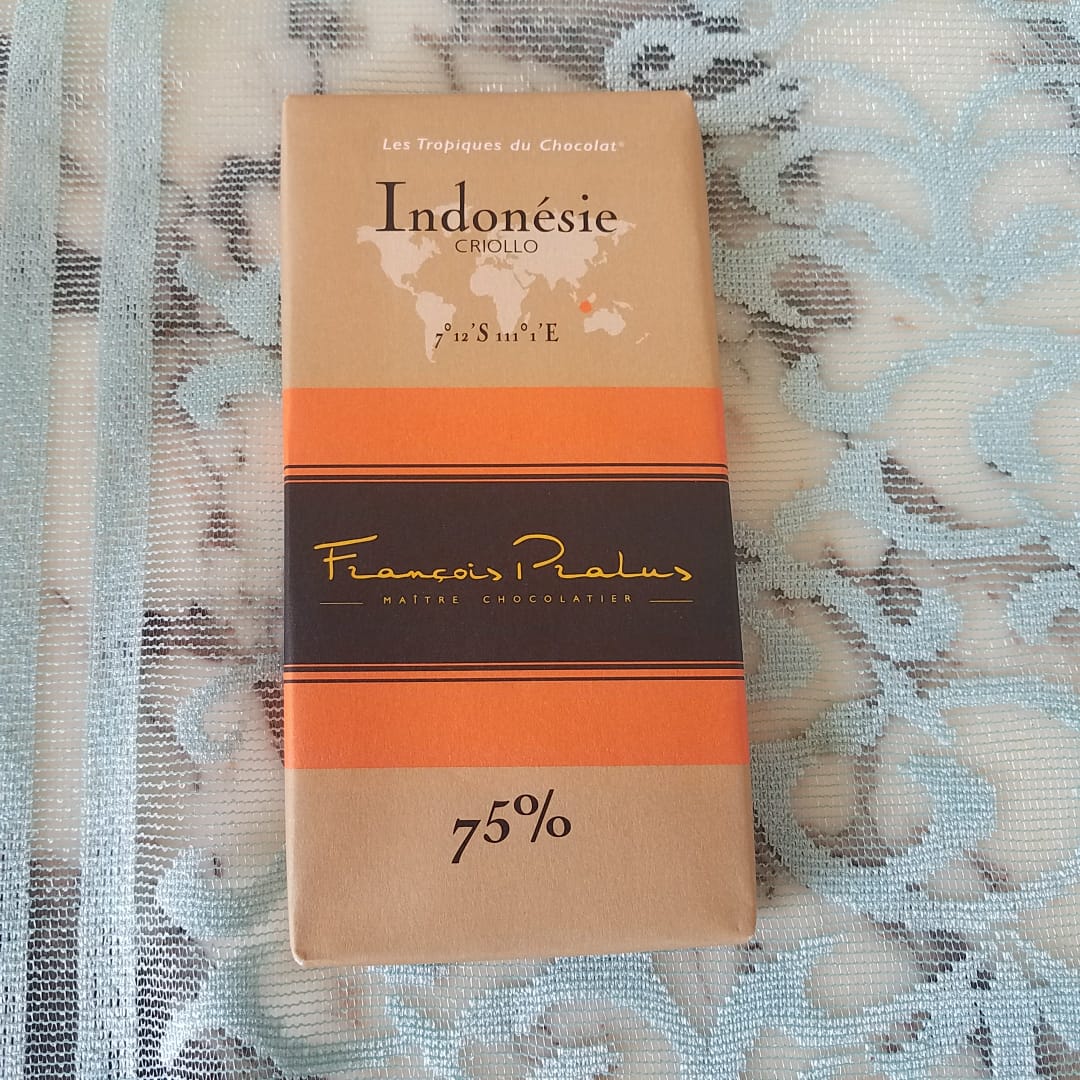 Les Tropiques du Chocolat®
Indonésie
CRIOLLO
7°12'S 111°1'E
François Pralus
MAÎTRE CHOCOLATIER
75%